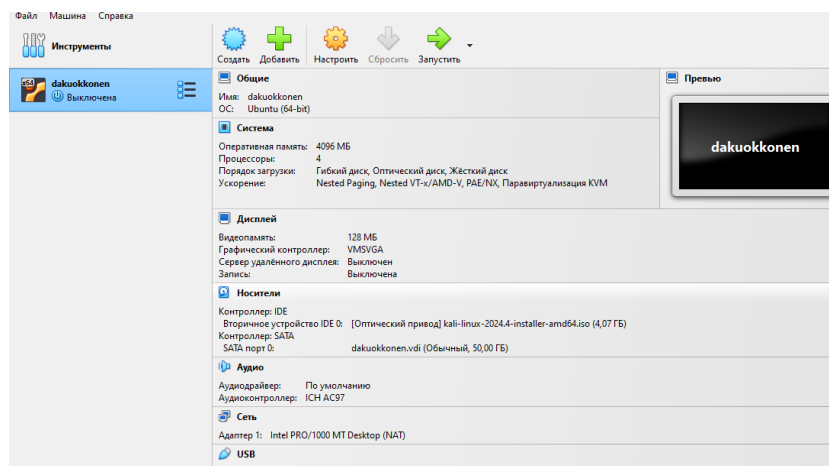 Файл Машина Справка
Инструменты
Создать Добавить Настроить Сбросить Запустить
x64 dakuokkonen
Выключена
Общие
Имя: dakuokkonen
ОС: Ubuntu (64-bit)
Превью
dakuokkonen
Система
Оперативная память: 4096 МБ
Процессоры: 4
Порядок загрузки: Гибкий диск, Оптический диск, Жёсткий диск
Ускорение: Nested Paging, Nested VT-x/AMD-V, PAE/NX, Паравиртуализация KVM
Дисплей
Видеопамять: 128 МБ
Графический контроллер: VMSVGA
Сервер удалённого дисплея: Выключен
Запись: Выключена
Носители
Контроллер: IDE
Вторичное устройство IDE 0: [Оптический привод] kali-linux-2024.4-installer-amd64.iso (4,07 ГБ)
Контроллер: SATA
SATA порт 0: dakuokkonen.vdi (Обычный, 50,00 ГБ)
Аудио
Аудиодрайвер: По умолчанию
Аудиоконтроллер: ICH AC97
Сеть
Адаптер 1: Intel PRO/1000 MT Desktop (NAT)
USB